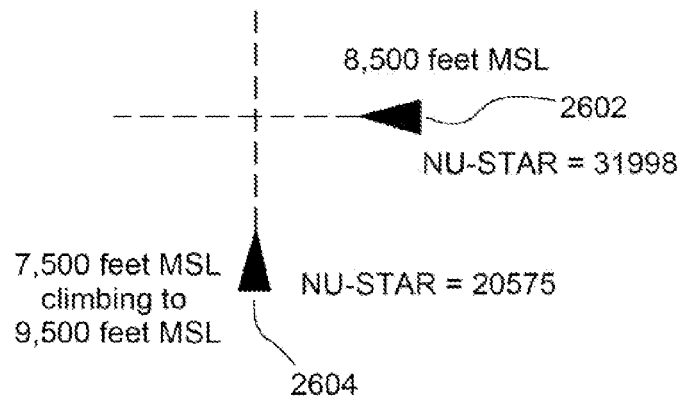 8,500 feet MSL
2602
NU-STAR = 31998
7,500 feet MSL
climbing to
9,500 feet MSL
NU-STAR = 20575
2604